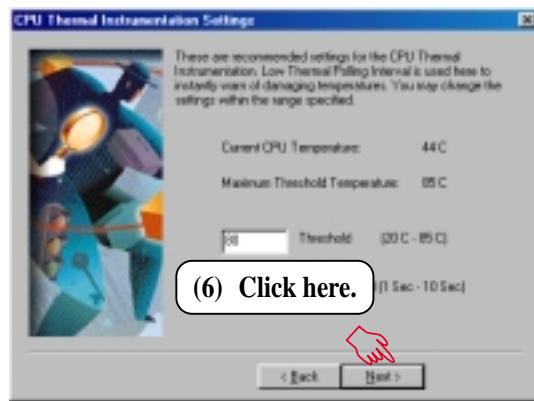 CPU Thermal Instrumentation Settings
These are recommended settings for the CPU Thermal
Instrumentation. Low Thermal Polling Interval is used here to
instantly warn of damaging temperatures. You may change the
settings within the range specified.
Current CPU Temperature: 44 C
Maximum Threshold Temperature: 85 C
80 Threshold (20 C - 85 C)
(6) Click here.
(1 Sec - 10 Sec)
< Back Next >